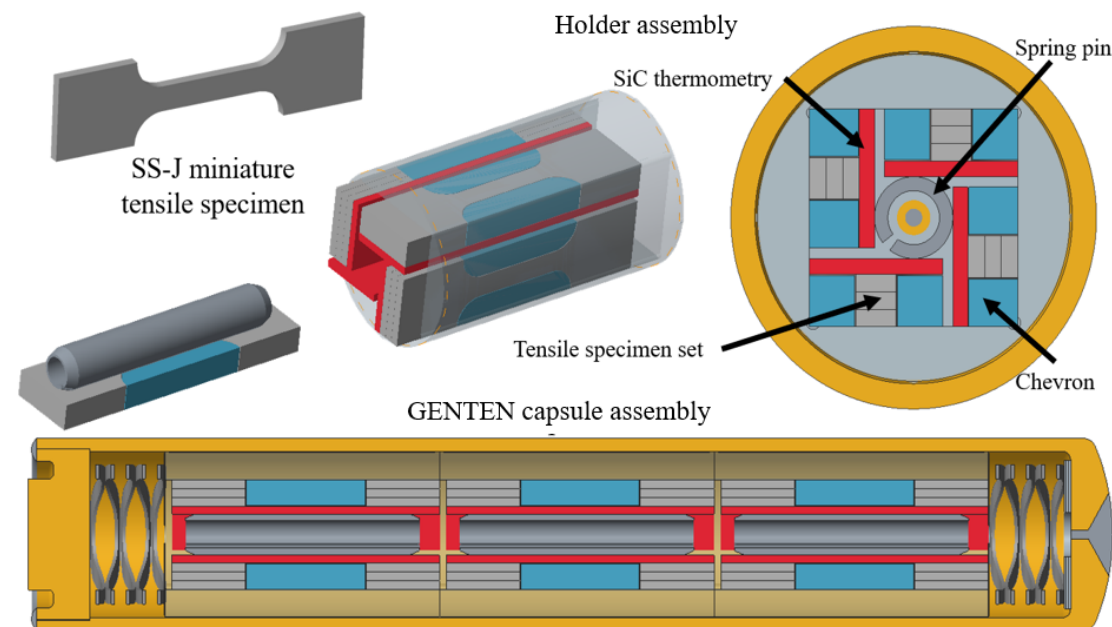 Holder assembly
Spring pin
SiC thermometry
SS-J miniature
tensile specimen
Tensile specimen set
Chevron
GENTEN capsule assembly